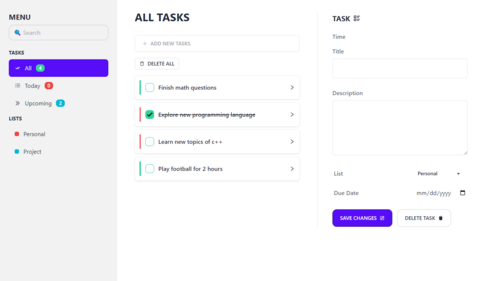 MENU
Search
TASKS
All 4
Today 0
Upcoming 2
LISTS
Personal
Project
ALL TASKS
+ ADD NEW TASKS
DELETE ALL
Finish math questions
Explore new programming language
Learn new topics of c++
Play football for 2 hours
TASK
Time
Title
Description
List Personal
Due Date mm/dd/yyyy
SAVE CHANGES DELETE TASK